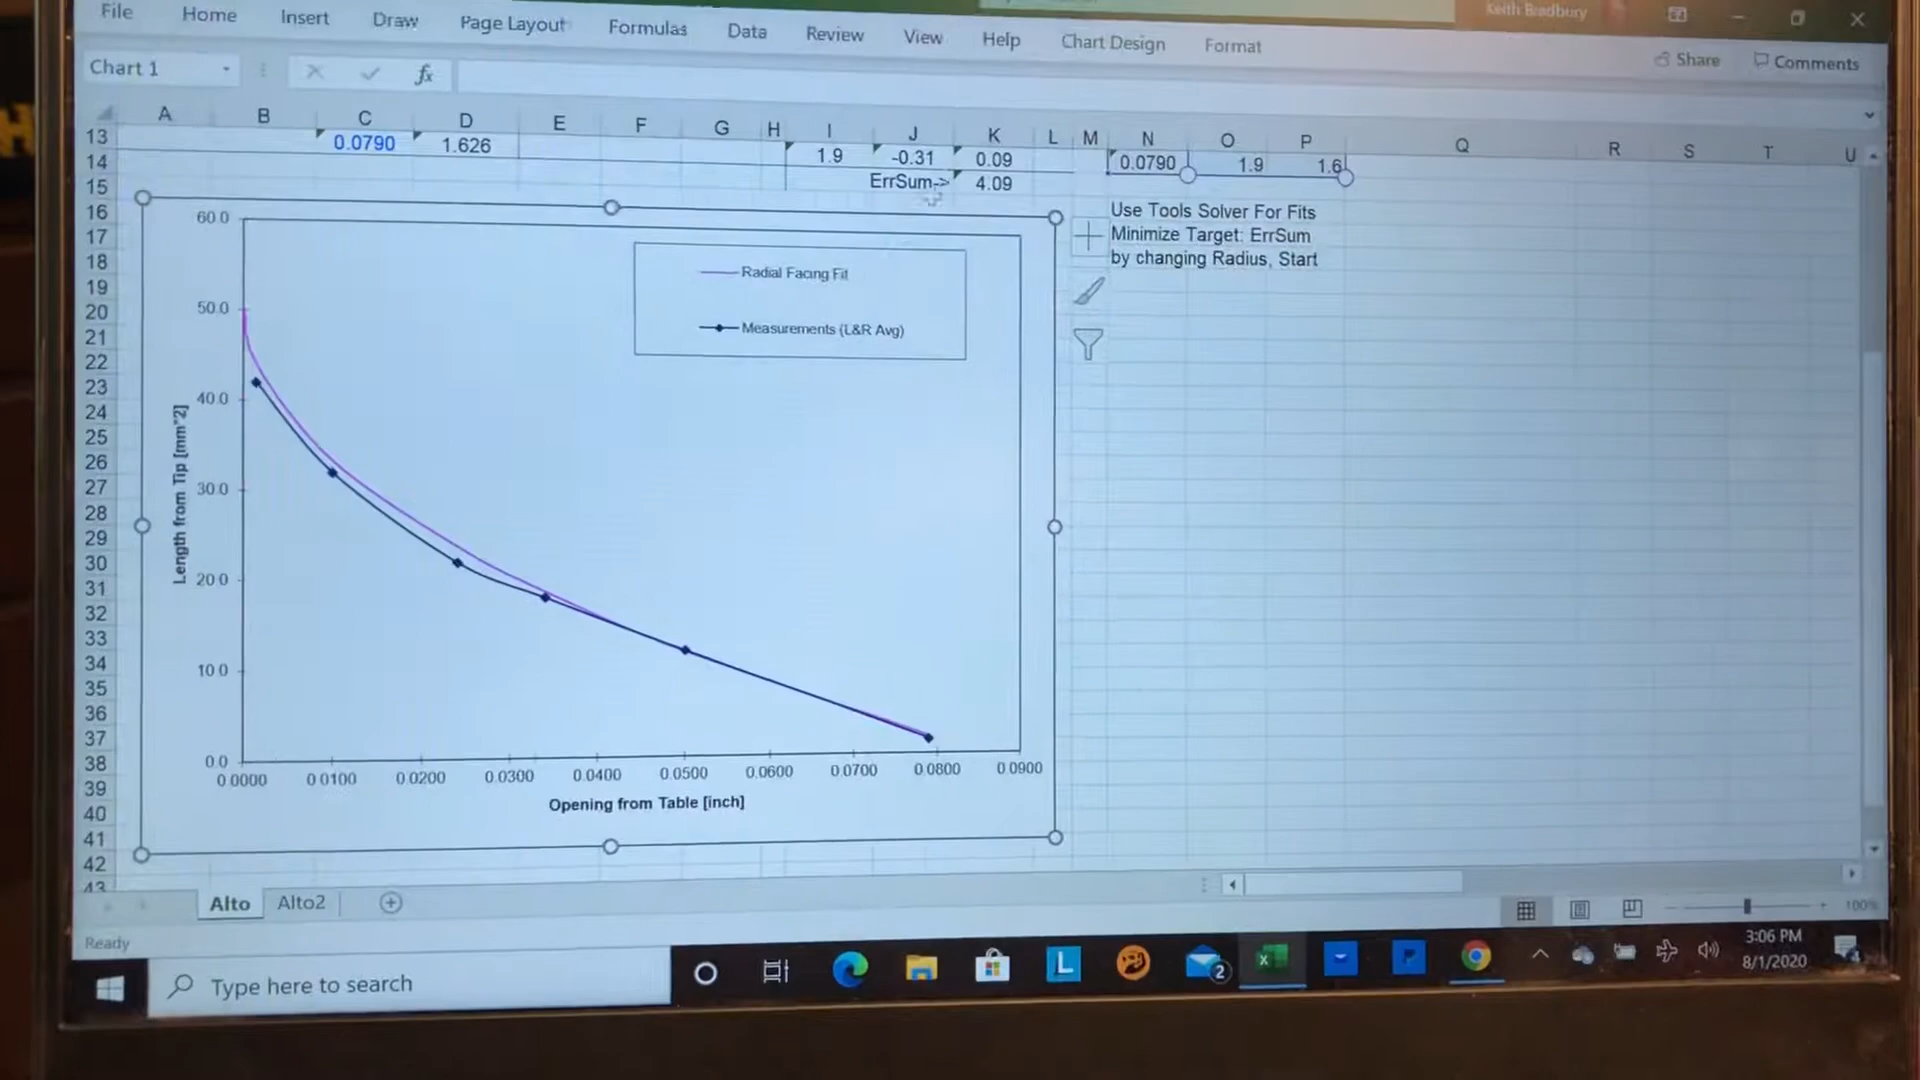 Keith Bradbury
File Home Insert Draw Page Layout Formulas Data Review View Help Chart Design Format Share Comments
Chart 1 fx
A B C D E F G H I J K L M N O P Q R S T U
13 0.0790 1.626
14 1.9 -0.31 0.09 0.0790 1.9 1.6
15 ErrSum-> 4.09
16 Use Tools Solver For Fits
17 Minimize Target: ErrSum
18 by changing Radius, Start
19
20
21
22
23
24
25
26
27
28
29
30
31
32
33
34
35
36
37
38
39
40
41
42
43
60.0
50.0
40.0
30.0
20.0
10.0
0.0
Length from Tip [mm^2]
Radial Facing Fit
Measurements (L&R Avg)
0.0000 0.0100 0.0200 0.0300 0.0400 0.0500 0.0600 0.0700 0.0800 0.0900
Opening from Table [inch]
Alto Alto2
Ready 100%
Type here to search
L
2
3:06 PM
8/1/2020